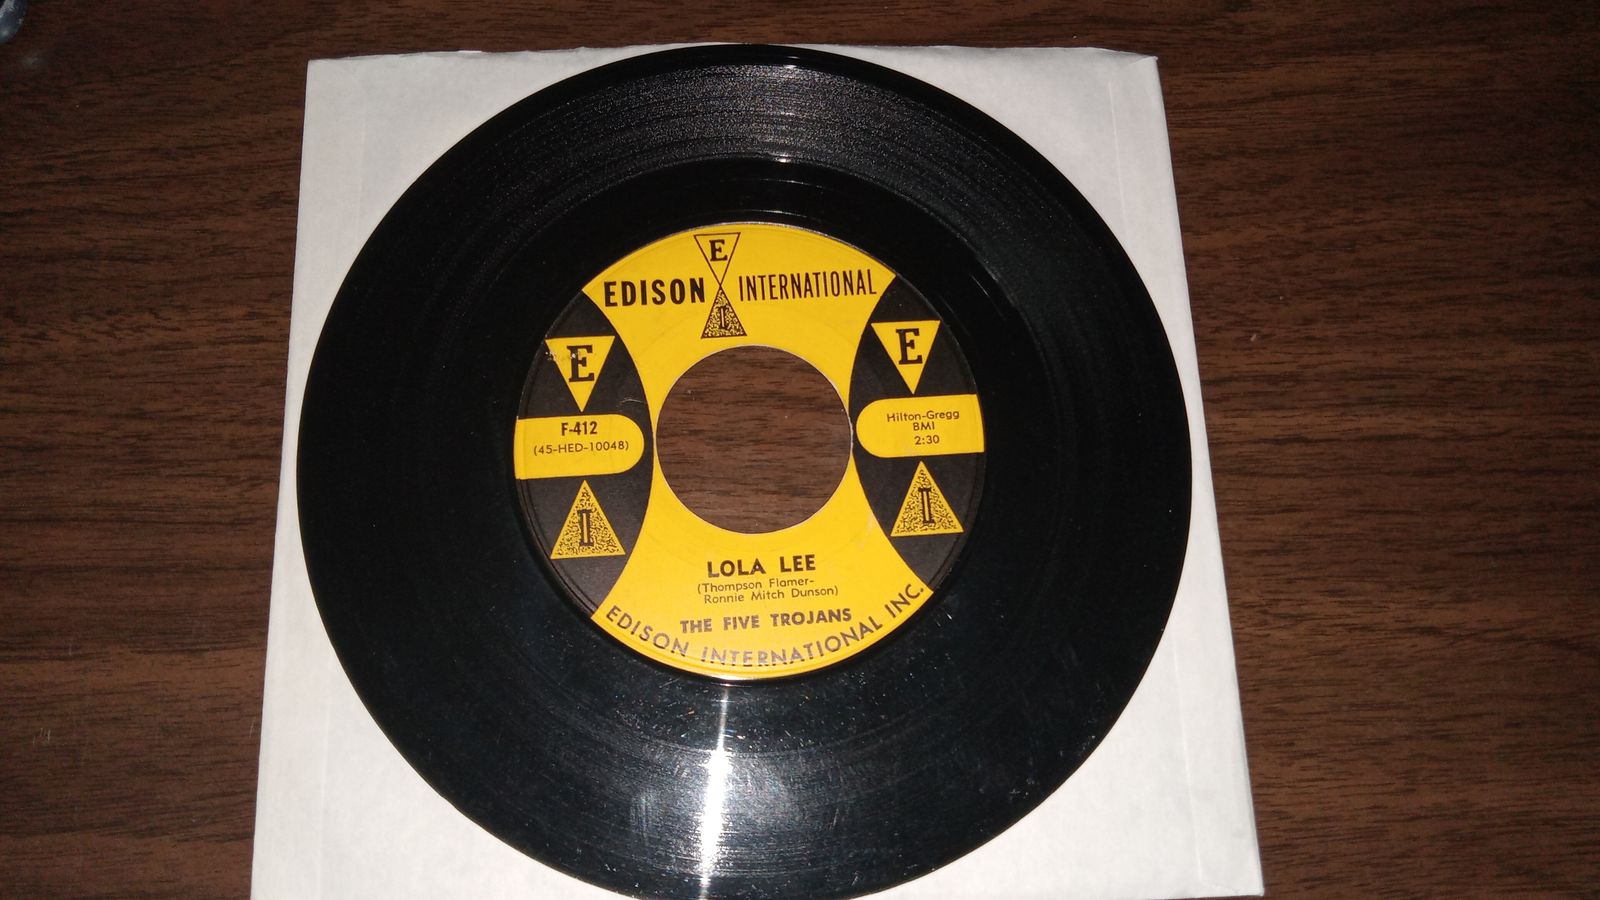 E
EDISON INTERNATIONAL
I
E
F-412
(45-HED-10048)
I
E
Hilton-Gregg
BMI
2:30
I
LOLA LEE
(Thompson Flamer-
Ronnie Mitch Dunson)
THE FIVE TROJANS
EDISON INTERNATIONAL INC.